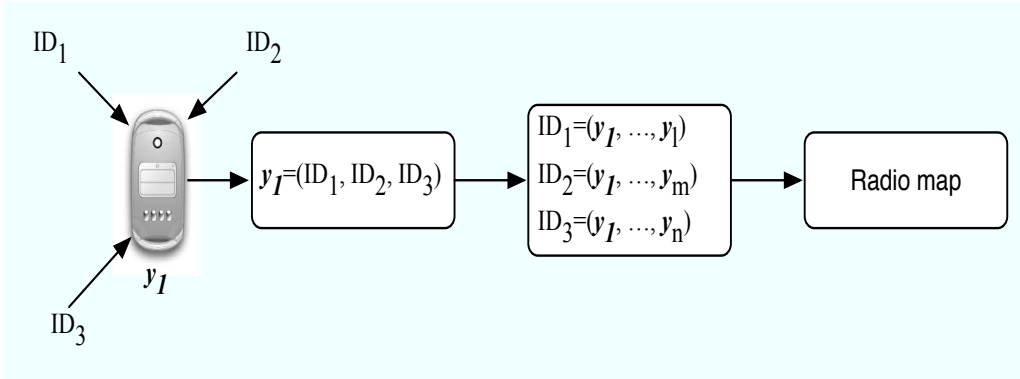 ID₁
ID₂
y₁
ID₃
y₁=(ID₁, ID₂, ID₃)
ID₁=(y₁, ..., yₗ)
ID₂=(y₁, ..., yₘ)
ID₃=(y₁, ..., yₙ)
Radio map